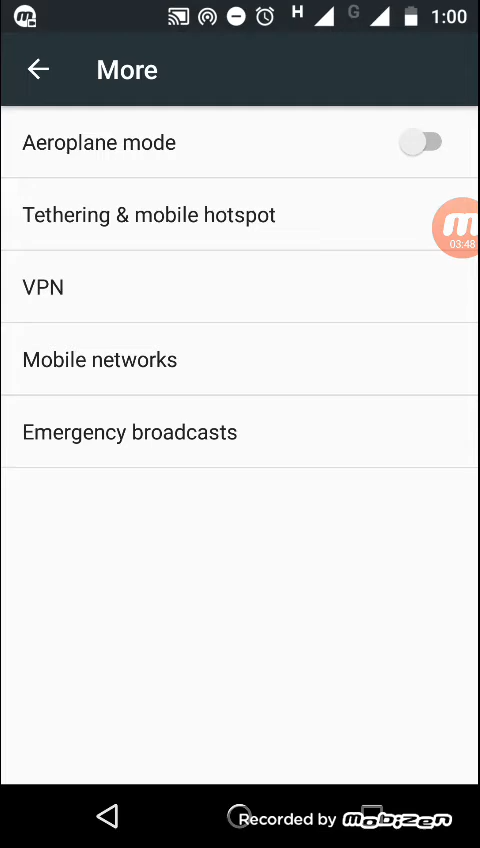 H
G
1:00
More
Aeroplane mode
Tethering & mobile hotspot
03:48
VPN
Mobile networks
Emergency broadcasts
Recorded by mobizen